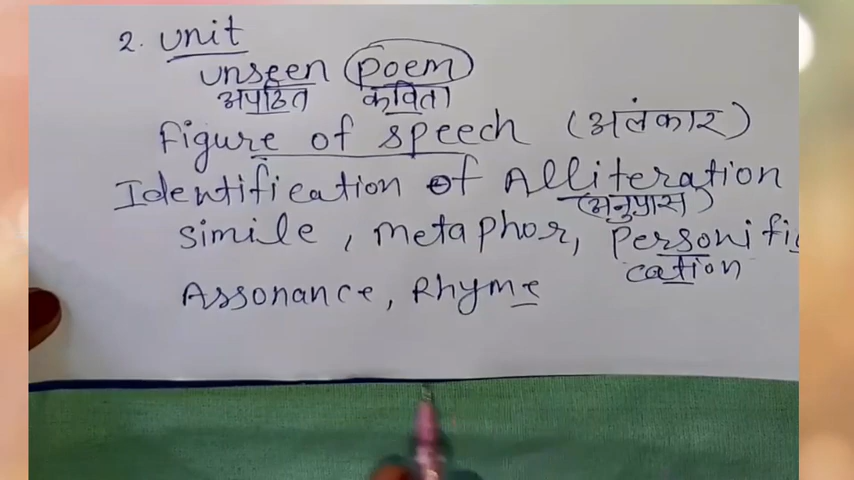 2. Unit
Unseen Poem
अपठित कविता
Figure of speech (अलंकार)
Identification of Alliteration
(अनुप्रास)
Simile, Metaphor, Personifi
cation
Assonance, Rhyme